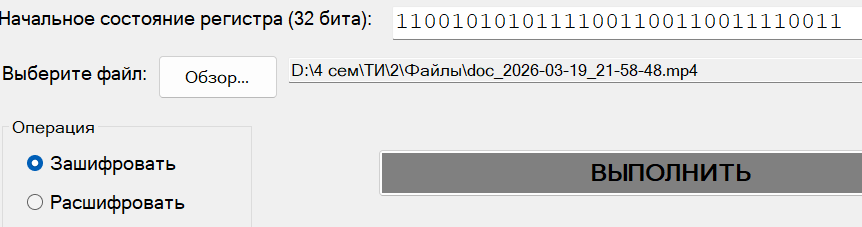 Начальное состояние регистра (32 бита): 11001010101111001100110011110011
Выберите файл: Обзор... D:\4 сем\ТИ\2\Файлы\doc_2026-03-19_21-58-48.mp4
Операция
Зашифровать
ВЫПОЛНИТЬ
Расшифровать